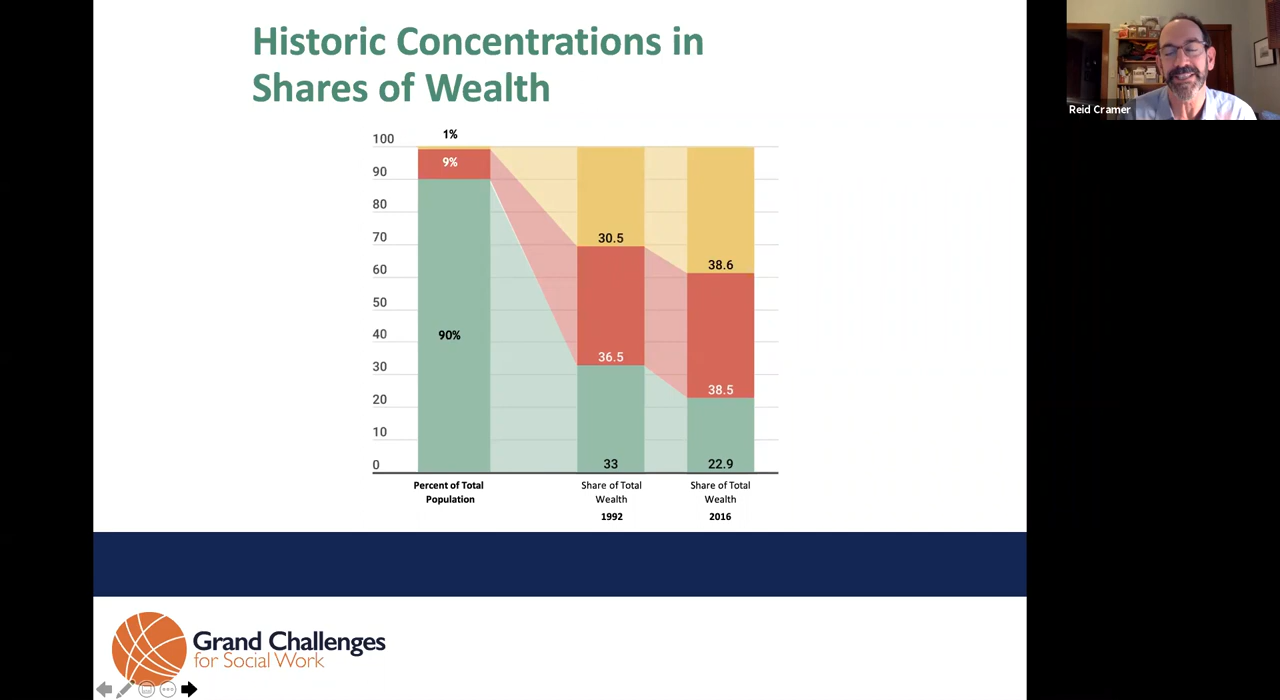 Historic Concentrations in
Shares of Wealth
Reid Cramer
100
90
80
70
60
50
40
30
20
10
0
1%
9%
90%
30.5
36.5
33
38.6
38.5
22.9
Percent of Total
Population
Share of Total
Wealth
1992
Share of Total
Wealth
2016
Grand Challenges
for Social Work